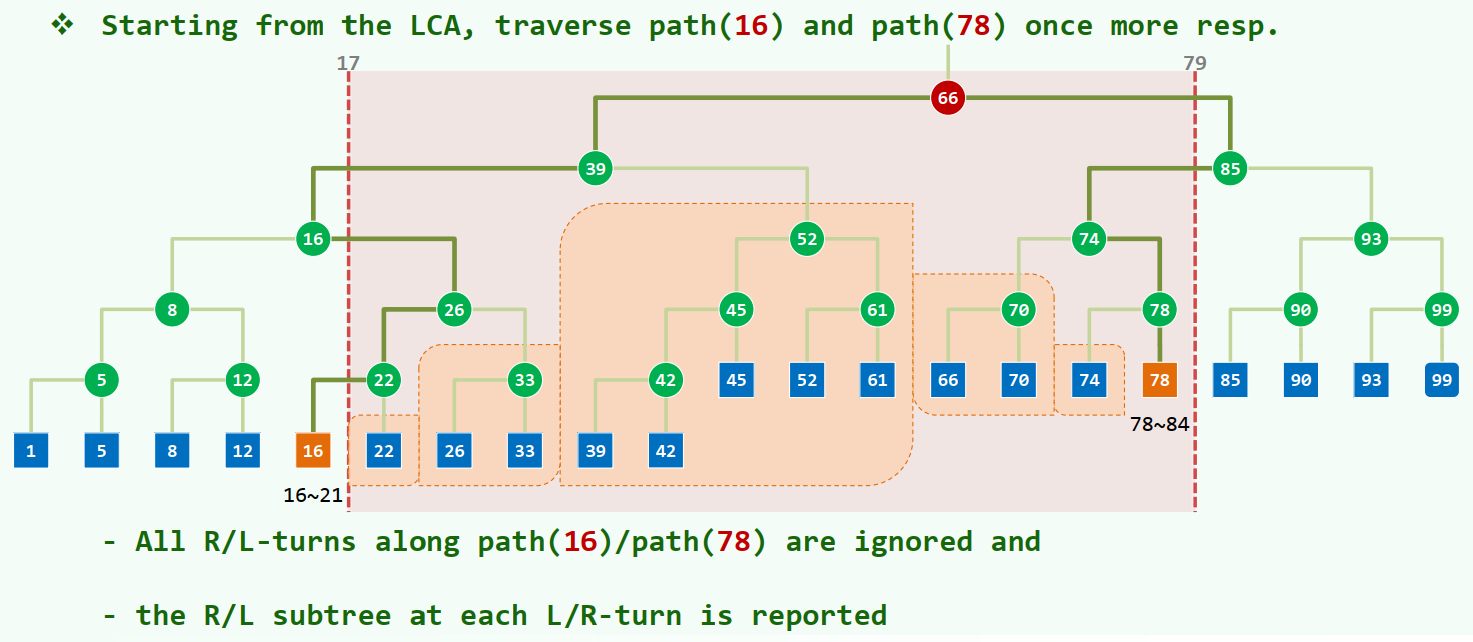 ❖ Starting from the LCA, traverse path(16) and path(78) once more resp.
17 79
66
39 85
16 52 74 93
8 26 45 61 70 78 90 99
5 12 22 33 42 45 52 61 66 70 74 78 85 90 93 99
78~84
1 5 8 12 16 22 26 33 39 42
16~21
- All R/L-turns along path(16)/path(78) are ignored and
- the R/L subtree at each L/R-turn is reported